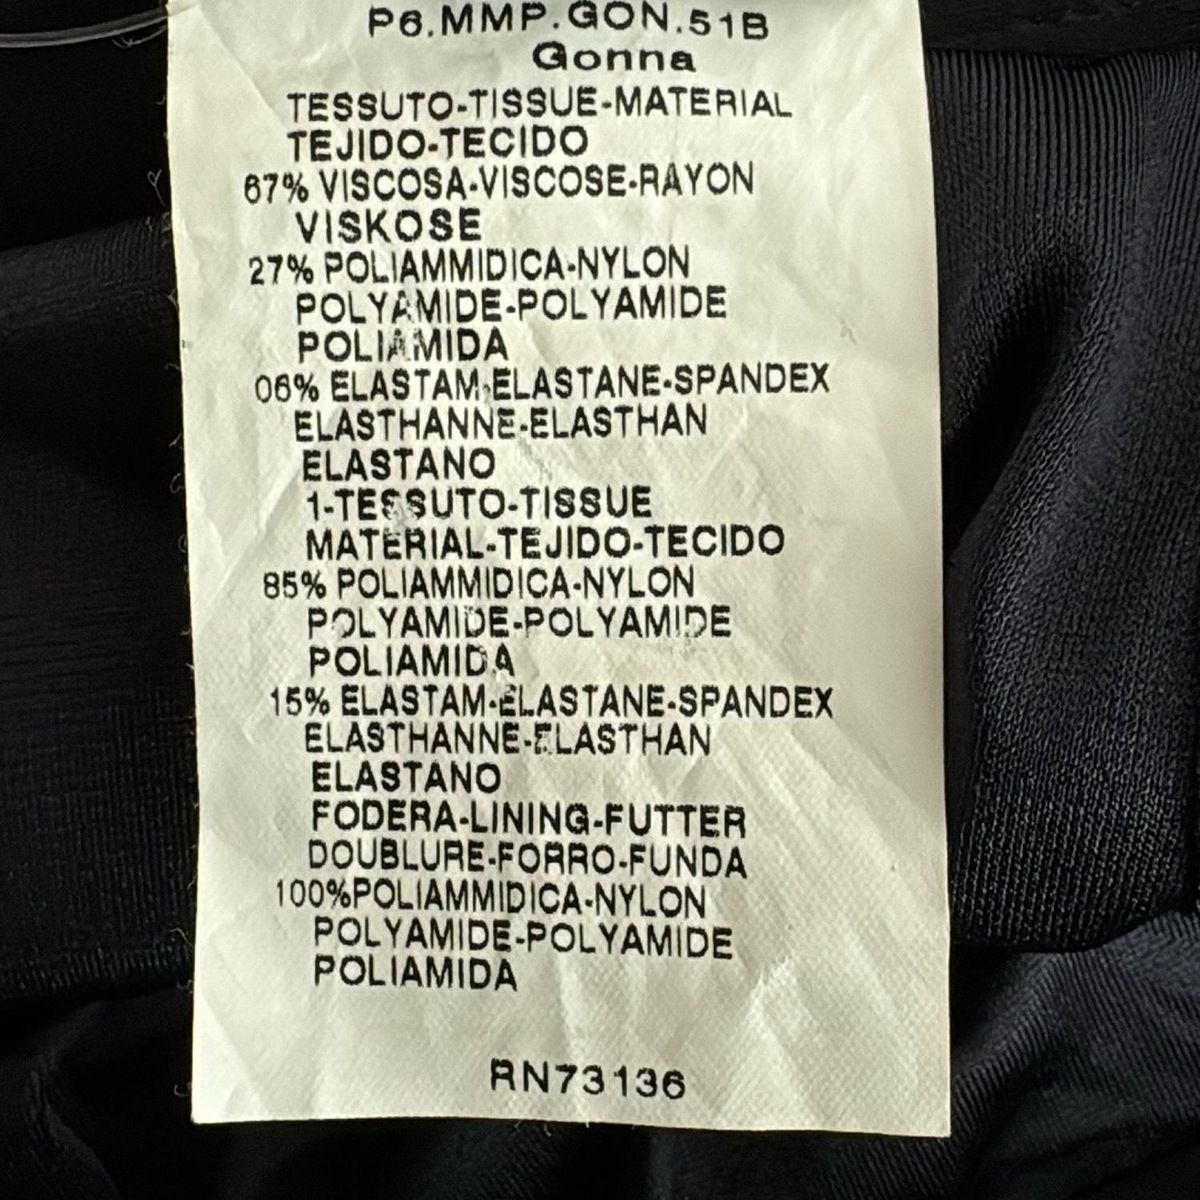 P6.MMP.GON.51B
Gonna
TESSUTO-TISSUE-MATERIAL
TEJIDO-TECIDO
67% VISCOSA-VISCOSE-RAYON
VISKOSE
27% POLIAMMIDICA-NYLON
POLYAMIDE-POLYAMIDE
POLIAMIDA
06% ELASTAM-ELASTANE-SPANDEX
ELASTHANNE-ELASTHAN
ELASTANO
1-TESSUTO-TISSUE
MATERIAL-TEJIDO-TECIDO
85% POLIAMMIDICA-NYLON
POLYAMIDE-POLYAMIDE
POLIAMIDA
15% ELASTAM-ELASTANE-SPANDEX
ELASTHANNE-ELASTHAN
ELASTANO
FODERA-LINING-FUTTER
DOUBLURE-FORRO-FUNDA
100%POLIAMMIDICA-NYLON
POLYAMIDE-POLYAMIDE
POLIAMIDA
RN73136